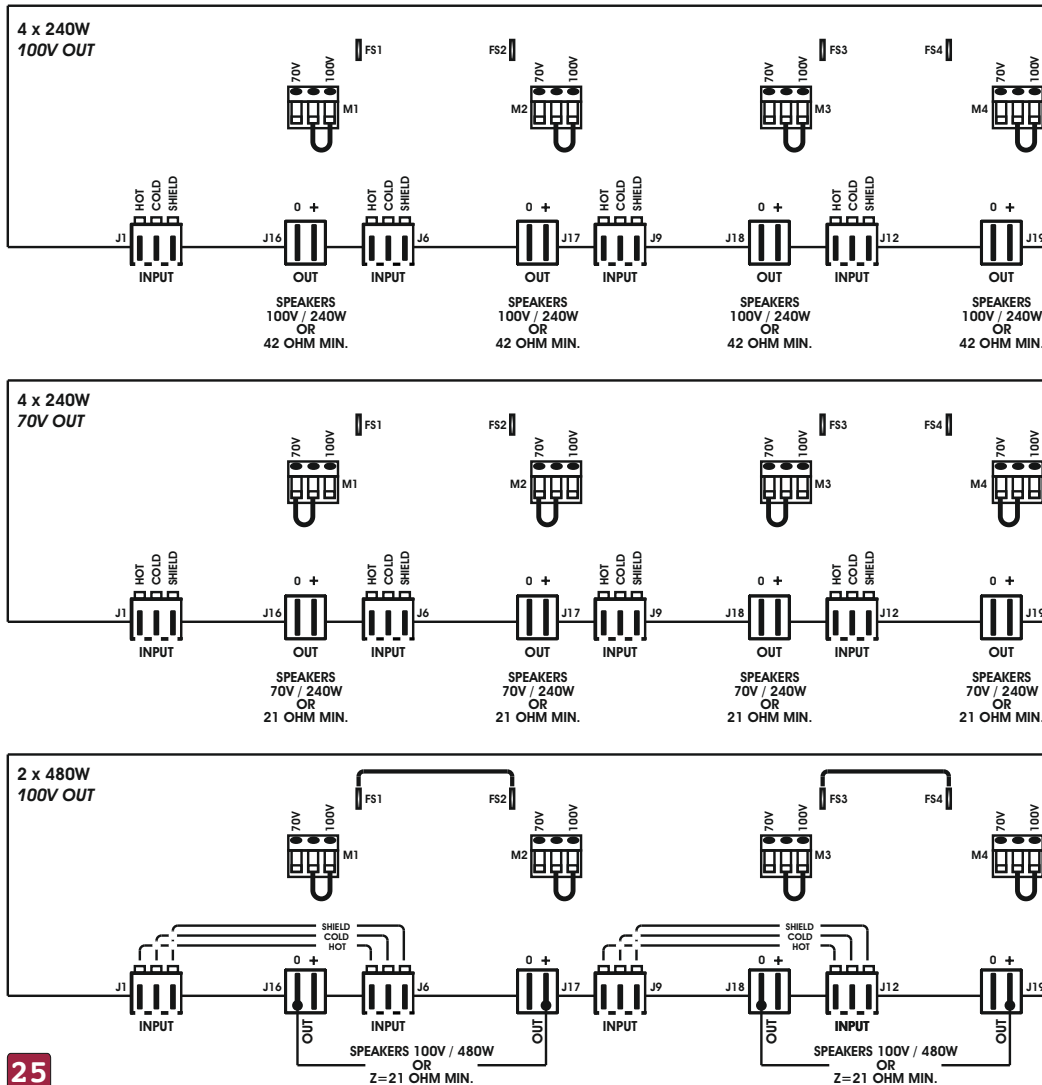 4 x 240W
100V OUT
FS1 FS2 FS3 FS4
70V 100V 70V 100V 70V 100V 70V 100V
M1 M2 M3 M4
HOT COLD SHIELD HOT COLD SHIELD HOT COLD SHIELD HOT COLD SHIELD
0 + 0 + 0 + 0 +
J1 J16 J6 J17 J9 J18 J12 J19
INPUT OUT INPUT OUT INPUT OUT INPUT OUT
SPEAKERS SPEAKERS SPEAKERS SPEAKERS
100V / 240W 100V / 240W 100V / 240W 100V / 240W
OR OR OR OR
42 OHM MIN. 42 OHM MIN. 42 OHM MIN. 42 OHM MIN.
4 x 240W
70V OUT
FS1 FS2 FS3 FS4
70V 100V 70V 100V 70V 100V 70V 100V
M1 M2 M3 M4
HOT COLD SHIELD HOT COLD SHIELD HOT COLD SHIELD HOT COLD SHIELD
0 + 0 + 0 + 0 +
J1 J16 J6 J17 J9 J18 J12 J19
INPUT OUT INPUT OUT INPUT OUT INPUT OUT
SPEAKERS SPEAKERS SPEAKERS SPEAKERS
70V / 240W 70V / 240W 70V / 240W 70V / 240W
OR OR OR OR
21 OHM MIN. 21 OHM MIN. 21 OHM MIN. 21 OHM MIN.
2 x 480W
100V OUT
FS1 FS2 FS3 FS4
70V 100V 70V 100V 70V 100V 70V 100V
M1 M2 M3 M4
SHIELD SHIELD
COLD COLD
HOT HOT
0 + 0 + 0 + 0 +
J1 J16 J6 J17 J9 J18 J12 J19
INPUT OUT INPUT OUT INPUT OUT INPUT OUT
SPEAKERS 100V / 480W SPEAKERS 100V / 480W
OR OR
Z=21 OHM MIN. Z=21 OHM MIN.
25